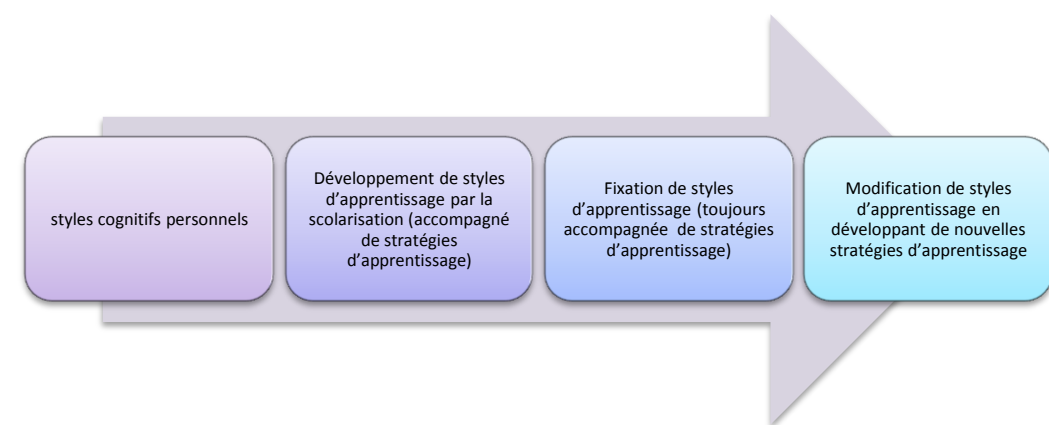 styles cognitifs personnels
Développement de styles
d’apprentissage par la
scolarisation (accompagné
de stratégies
d’apprentissage)
Fixation de styles
d’apprentissage (toujours
accompagnée de stratégies
d’apprentissage)
Modification de styles
d’apprentissage en
développant de nouvelles
stratégies d’apprentissage